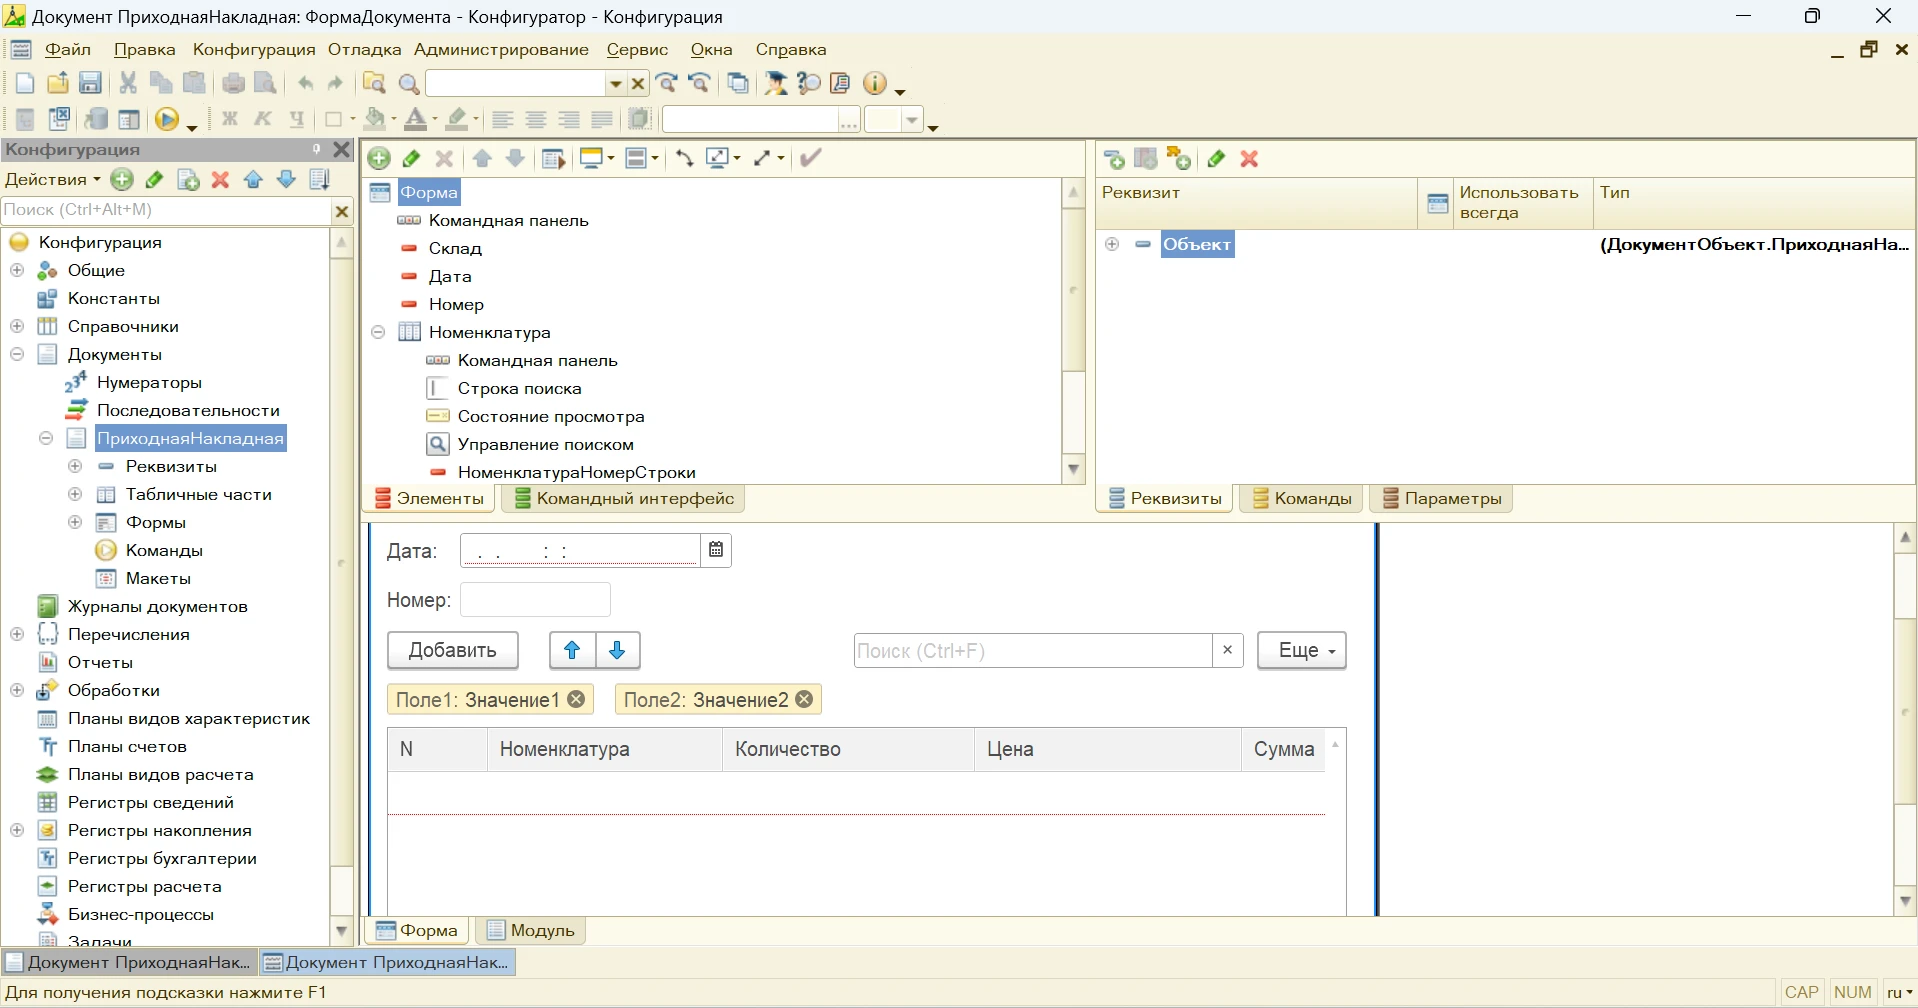 Документ ПриходнаяНакладная: ФормаДокумента - Конфигуратор - Конфигурация
Файл Правка Конфигурация Отладка Администрирование Сервис Окна Справка
Ж К Ч
Конфигурация
Действия
Поиск (Ctrl+Alt+M)
Конфигурация
Общие
Константы
Справочники
Документы
Нумераторы
Последовательности
ПриходнаяНакладная
Реквизиты
Табличные части
Формы
Команды
Макеты
Журналы документов
Перечисления
Отчеты
Обработки
Планы видов характеристик
Планы счетов
Планы видов расчета
Регистры сведений
Регистры накопления
Регистры бухгалтерии
Регистры расчета
Бизнес-процессы
Задачи
Форма
Командная панель
Склад
Дата
Номер
Номенклатура
Командная панель
Строка поиска
Состояние просмотра
Управление поиском
НоменклатураНомерСтроки
Элементы Командный интерфейс
Реквизит Использовать всегда Тип
Объект (ДокументОбъект.ПриходнаяНа...
Реквизиты Команды Параметры
Дата: . . : :
Номер:
Добавить Поиск (Ctrl+F) × Еще
Поле1: Значение1 Поле2: Значение2
N Номенклатура Количество Цена Сумма
Форма Модуль
Документ ПриходнаяНак... Документ ПриходнаяНак...
Для получения подсказки нажмите F1 CAP NUM ru